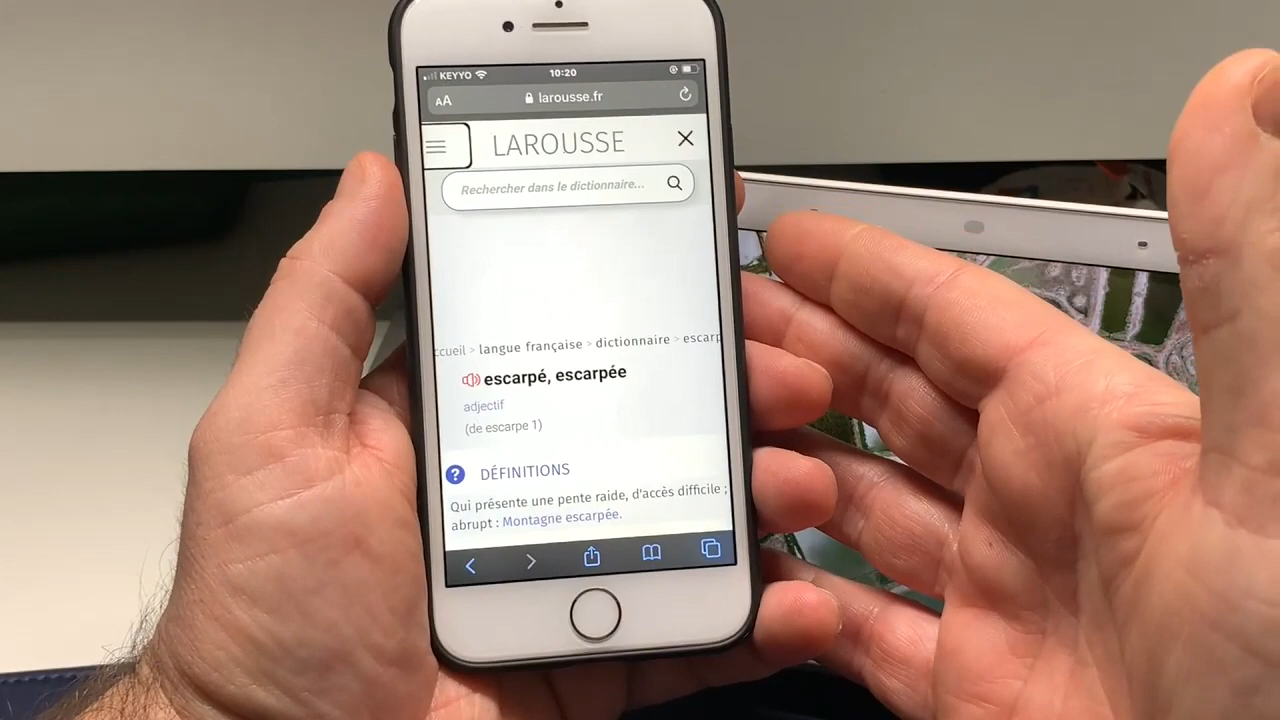 KEYYO 10:20
AA larousse.fr
LAROUSSE
Rechercher dans le dictionnaire...
ccueil > langue française > dictionnaire > escarp
escarpé, escarpée
adjectif
(de escarpe 1)
? DÉFINITIONS
Qui présente une pente raide, d'accès difficile ;
abrupt : Montagne escarpée.